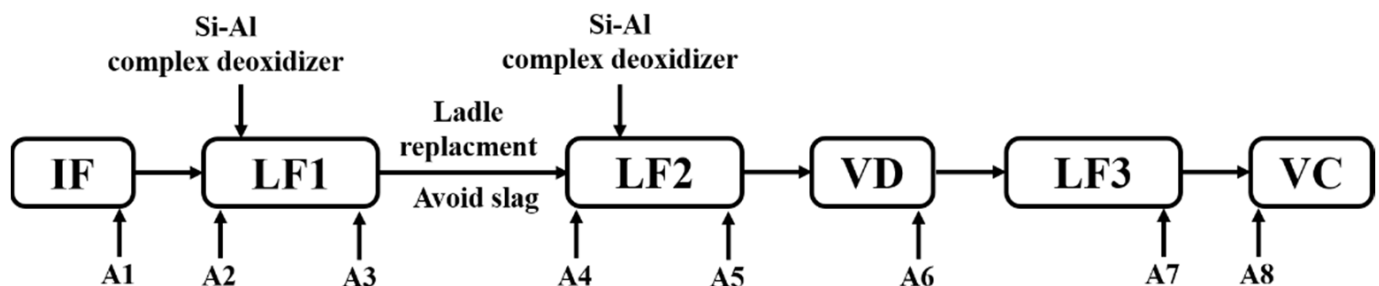 Si-Al
complex deoxidizer
Si-Al
complex deoxidizer
Ladle
replacment
Avoid slag
IF
LF1
LF2
VD
LF3
VC
A1
A2
A3
A4
A5
A6
A7
A8